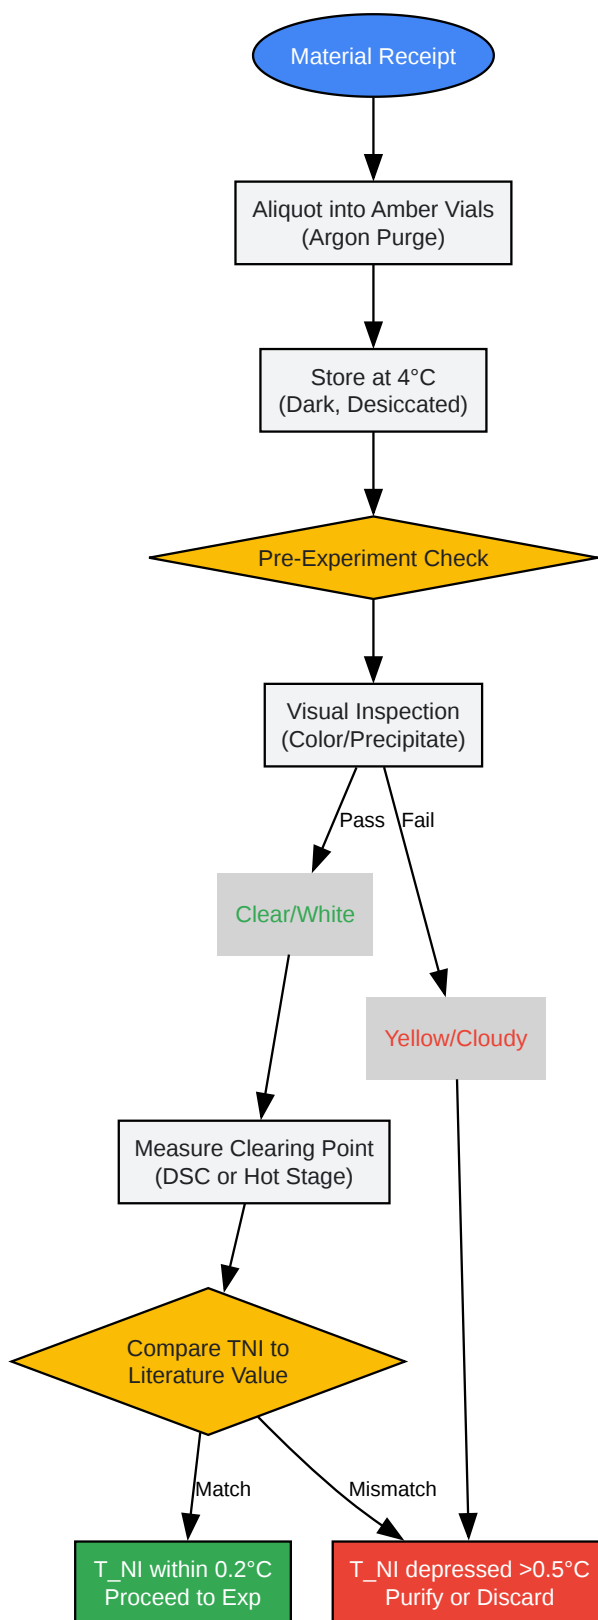 Material Receipt
Aliquot into Amber Vials
(Argon Purge)
Store at 4°C
(Dark, Desiccated)
Pre-Experiment Check
Visual Inspection
(Color/Precipitate)
Pass
Fail
Clear/White
Yellow/Cloudy
Measure Clearing Point
(DSC or Hot Stage)
Compare TNI to
Literature Value
Match
Mismatch
T_NI within 0.2°C
Proceed to Exp
T_NI depressed >0.5°C
Purify or Discard